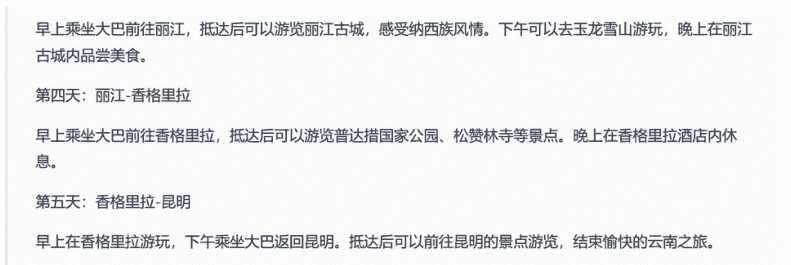 早上乘坐大巴前往丽江，抵达后可以游览丽江古城，感受纳西族风情。下午可以去玉龙雪山游玩，晚上在丽江
古城内品尝美食。
第四天：丽江-香格里拉
早上乘坐大巴前往香格里拉，抵达后可以游览普达措国家公园、松赞林寺等景点。晚上在香格里拉酒店内休
息。
第五天：香格里拉-昆明
早上在香格里拉游玩，下午乘坐大巴返回昆明。抵达后可以前往昆明的景点游览，结束愉快的云南之旅。